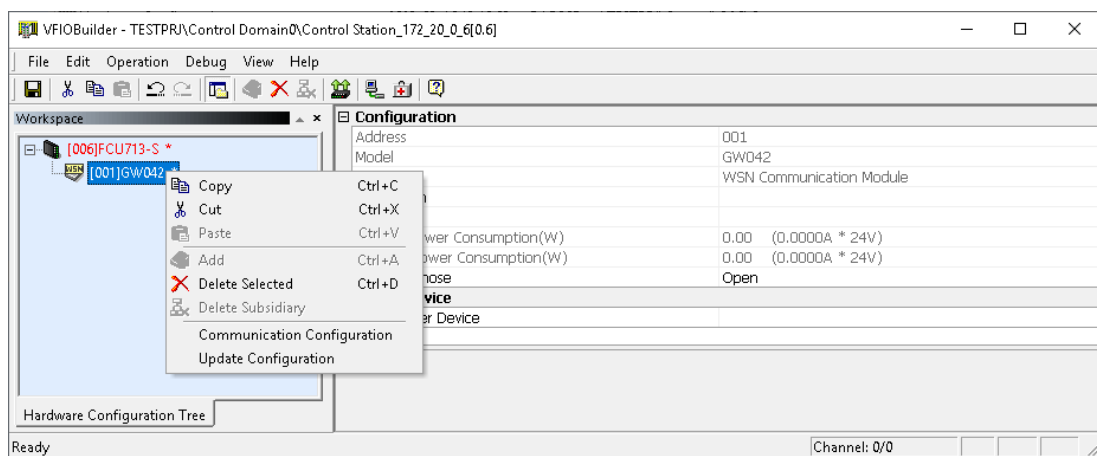 VFIOBuilder - TESTPRJ\Control Domain0\Control Station_172_20_0_6[0.6]
File Edit Operation Debug View Help
Workspace
[006]FCU713-S *
WSN [001]GW042 *
Copy Ctrl+C
Cut Ctrl+X
Paste Ctrl+V
Add Ctrl+A
Delete Selected Ctrl+D
Delete Subsidiary
Communication Configuration
Update Configuration
Hardware Configuration Tree
Configuration
Address 001
Model GW042
WSN Communication Module
wer Consumption(W) 0.00 (0.0000A * 24V)
ower Consumption(W) 0.00 (0.0000A * 24V)
nose Open
vice
er Device
Ready
Channel: 0/0